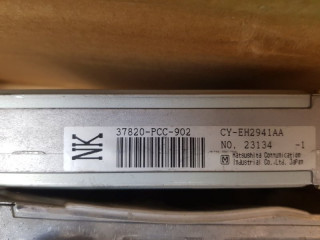 NK
37820-PCC-902
CY-EH2941AA
NO. 23134 -1
M Matsushita Communication
Industrial Co.,Ltd. Japan